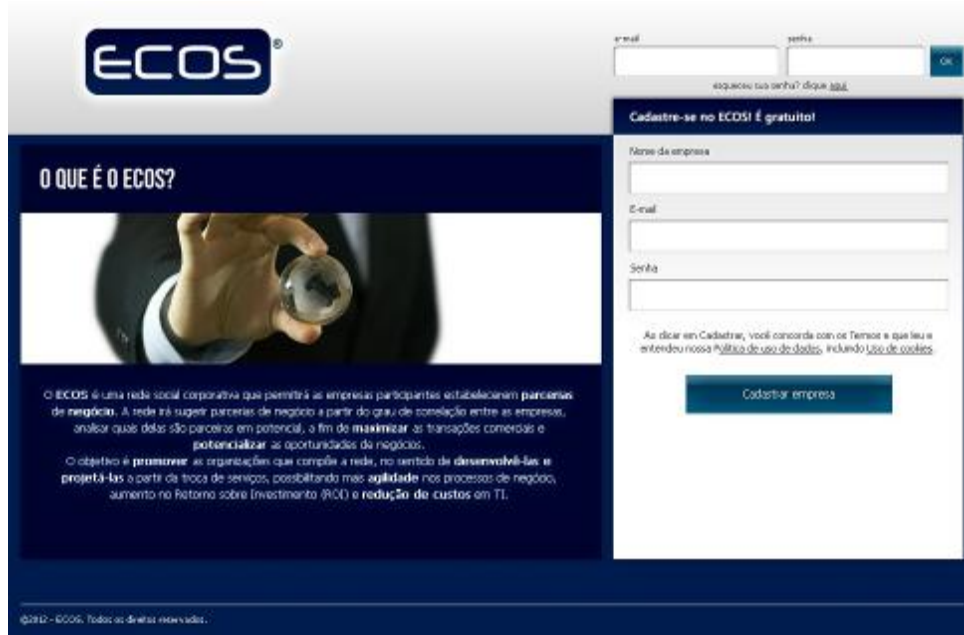 ECOS®
e-mail
senha
OK
esqueceu sua senha? clique aqui.
Cadastre-se no ECOS! É gratuito!
Nome da empresa
E-mail
Senha
Ao clicar em Cadastrar, você concorda com os Termos e que leu e
entendeu nossa Política de uso de dados, incluindo Uso de cookies.
Cadastrar empresa
O QUE É O ECOS?
O ECOS é uma rede social corporativa que permitirá as empresas participantes estabelecerem parcerias
de negócio. A rede irá sugerir parcerias de negócio a partir do grau de correlação entre as empresas,
analisar quais delas são parceiras em potencial, a fim de maximizar as transações comerciais e
potencializar as oportunidades de negócios.
O objetivo é promover as organizações que compõe a rede, no sentido de desenvolvê-las e
projetá-las a partir da troca de serviços, possibilitando mais agilidade nos processos de negócio,
aumento no Retorno sobre Investimento (ROI) e redução de custos em TI.
©2012 - ECOS. Todos os direitos reservados.